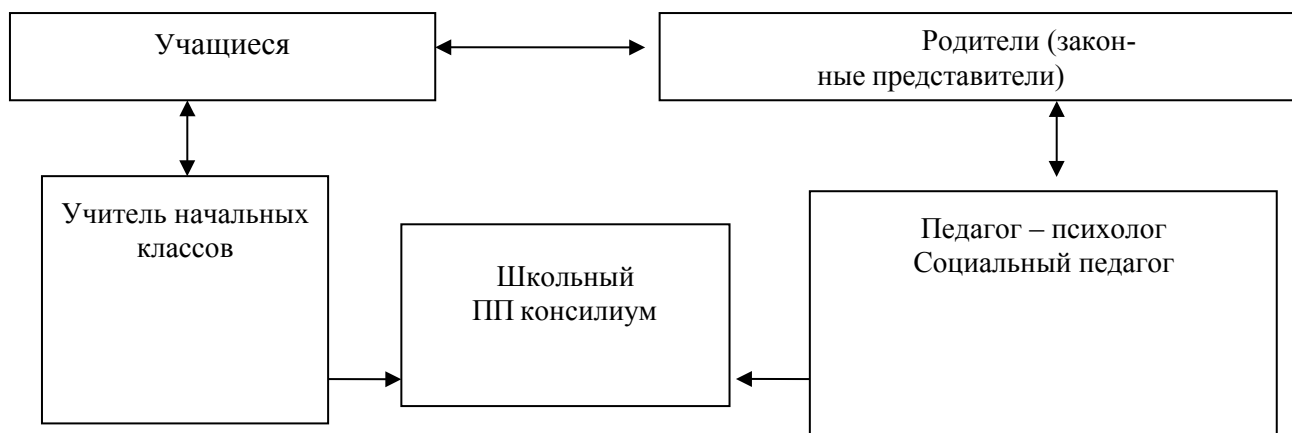 Учащиеся
Родители (закон-
ные представители)
Учитель начальных
классов
Школьный
ПП консилиум
Педагог – психолог
Социальный педагог